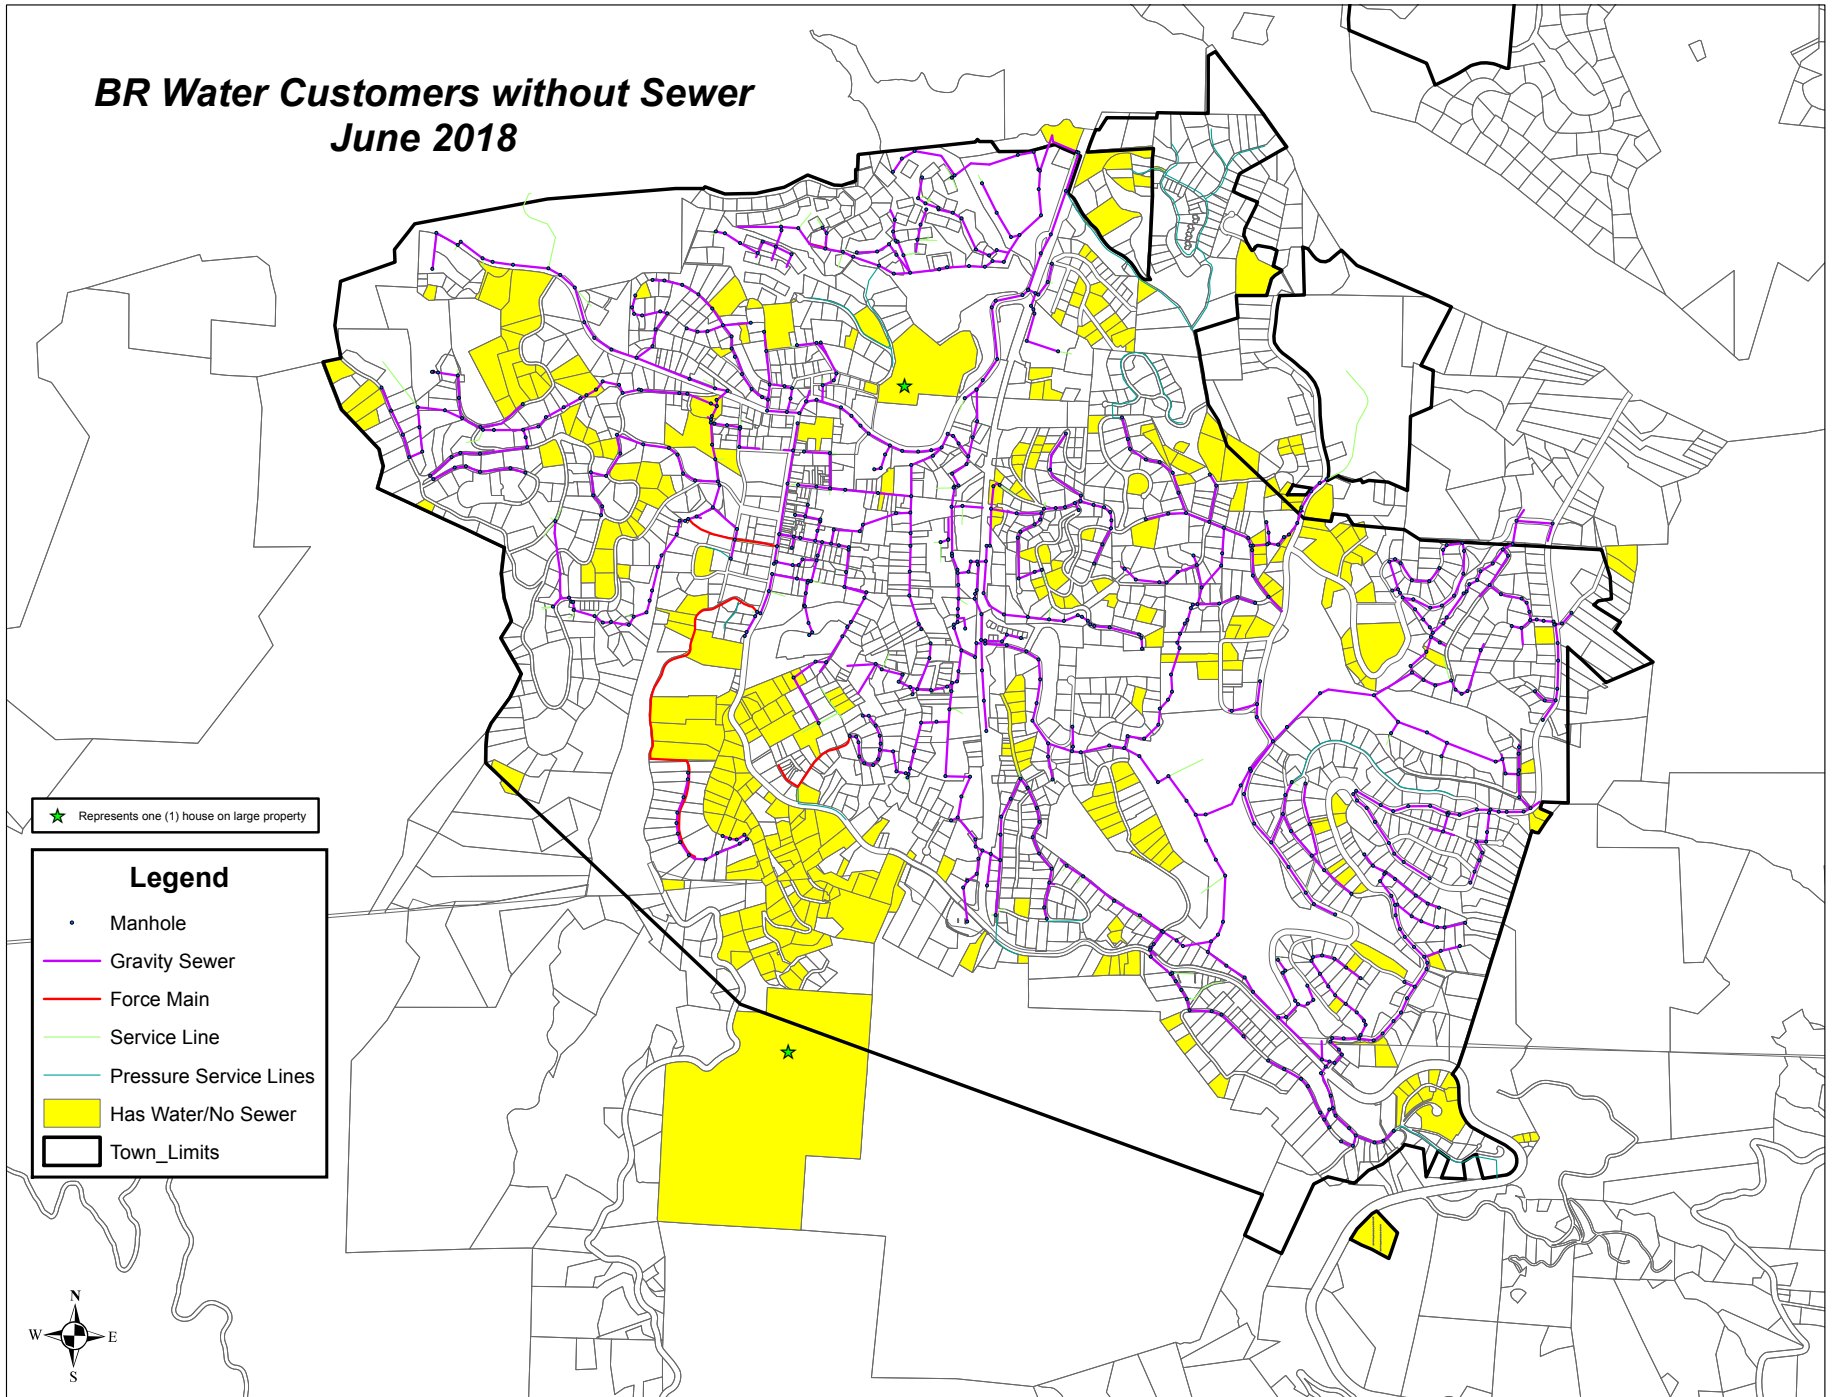 BR Water Customers without Sewer
June 2018
Represents one (1) house on large property
Legend
Manhole
Gravity Sewer
Force Main
Service Line
Pressure Service Lines
Has Water/No Sewer
Town_Limits
N
W E
S